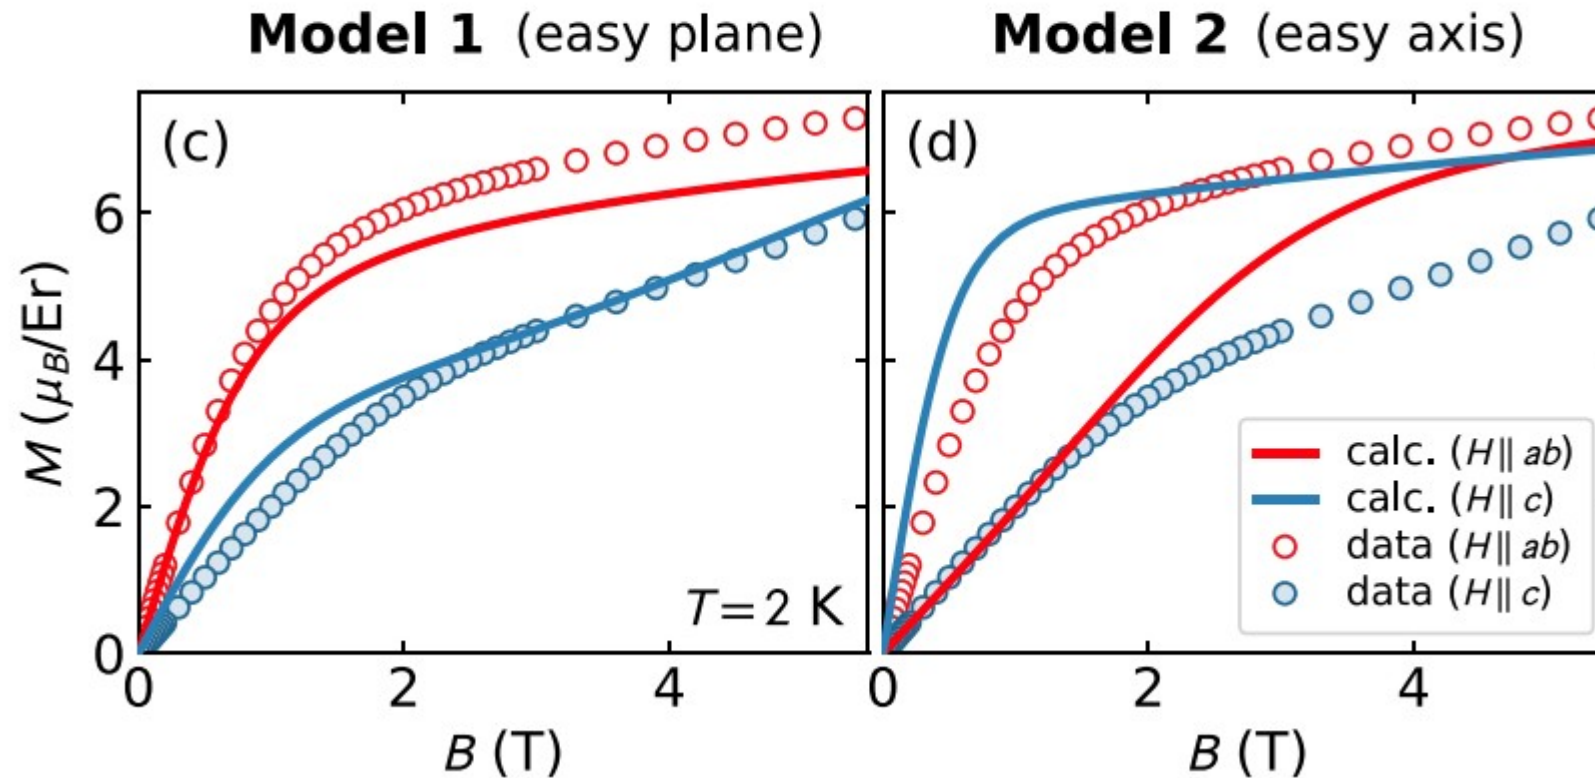 Model 1 (easy plane)
Model 2 (easy axis)
(c)
(d)
M (μB/Er)
6
4
2
0
T=2 K
calc. (H∥ab)
calc. (H∥c)
data (H∥ab)
data (H∥c)
0 2 4
0 2 4
B (T)
B (T)